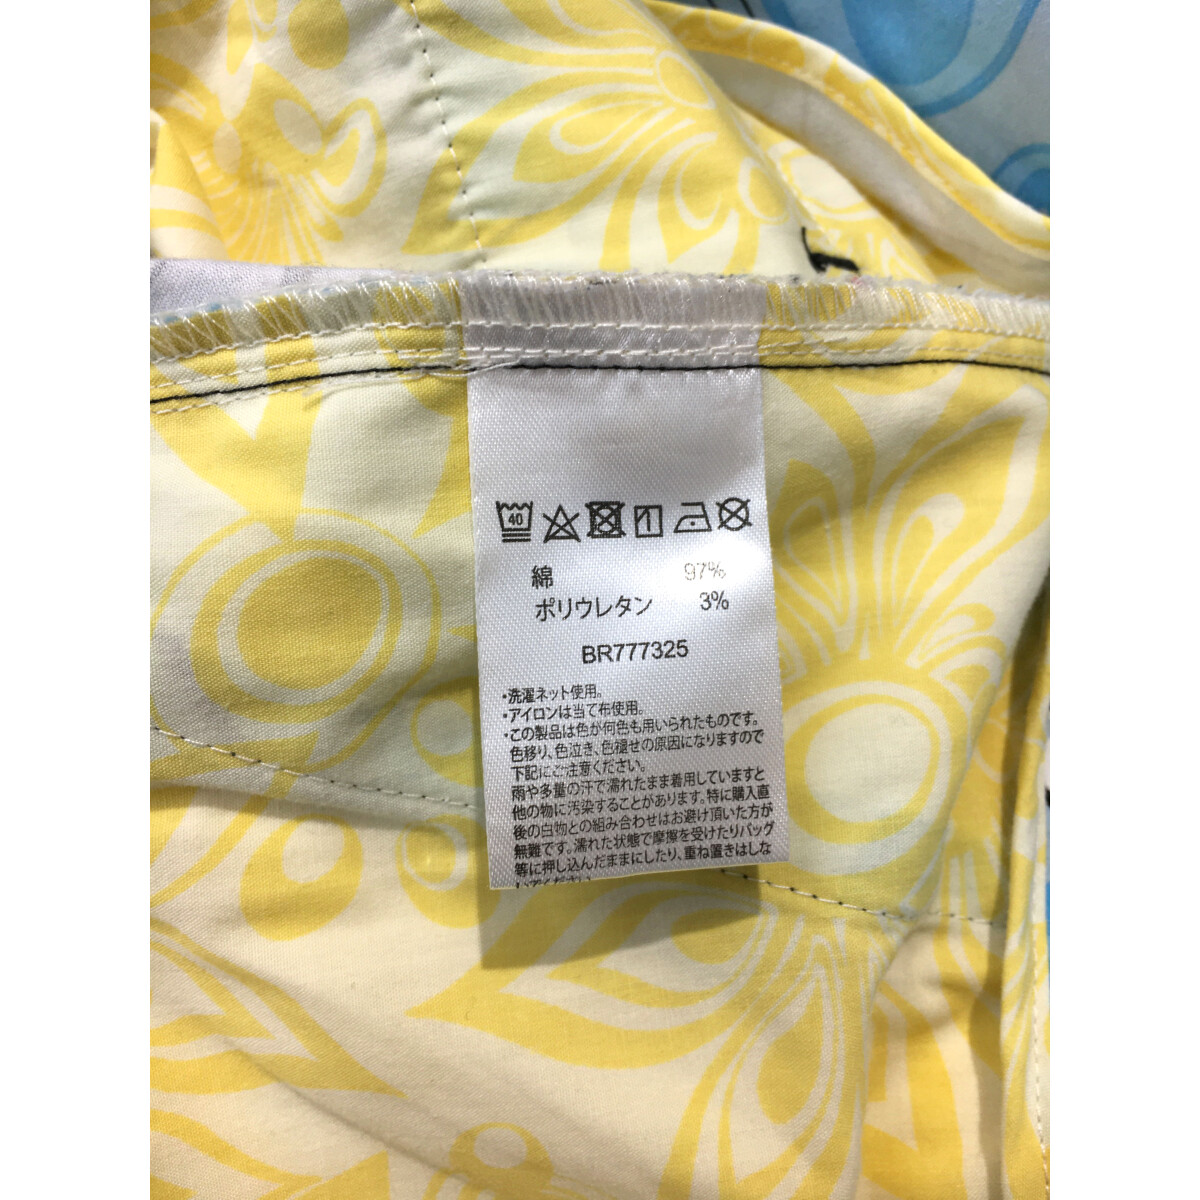 40
綿 97%
ポリウレタン 3%
BR777325
・洗濯ネット使用。
・アイロンは当て布使用。
・この製品は色が何色も用いられたものです。
色移り、色泣き、色褪せの原因になりますので
下記にご注意ください。
雨や多量の汗で濡れたまま着用していますと
他の物に汚染することがあります。特に購入直
後の白物との組み合わせはお避け頂いた方が
無難です。濡れた状態で摩擦を受けたりバッグ
等に押し込んだままにしたり、重ね置きはしな
いでください